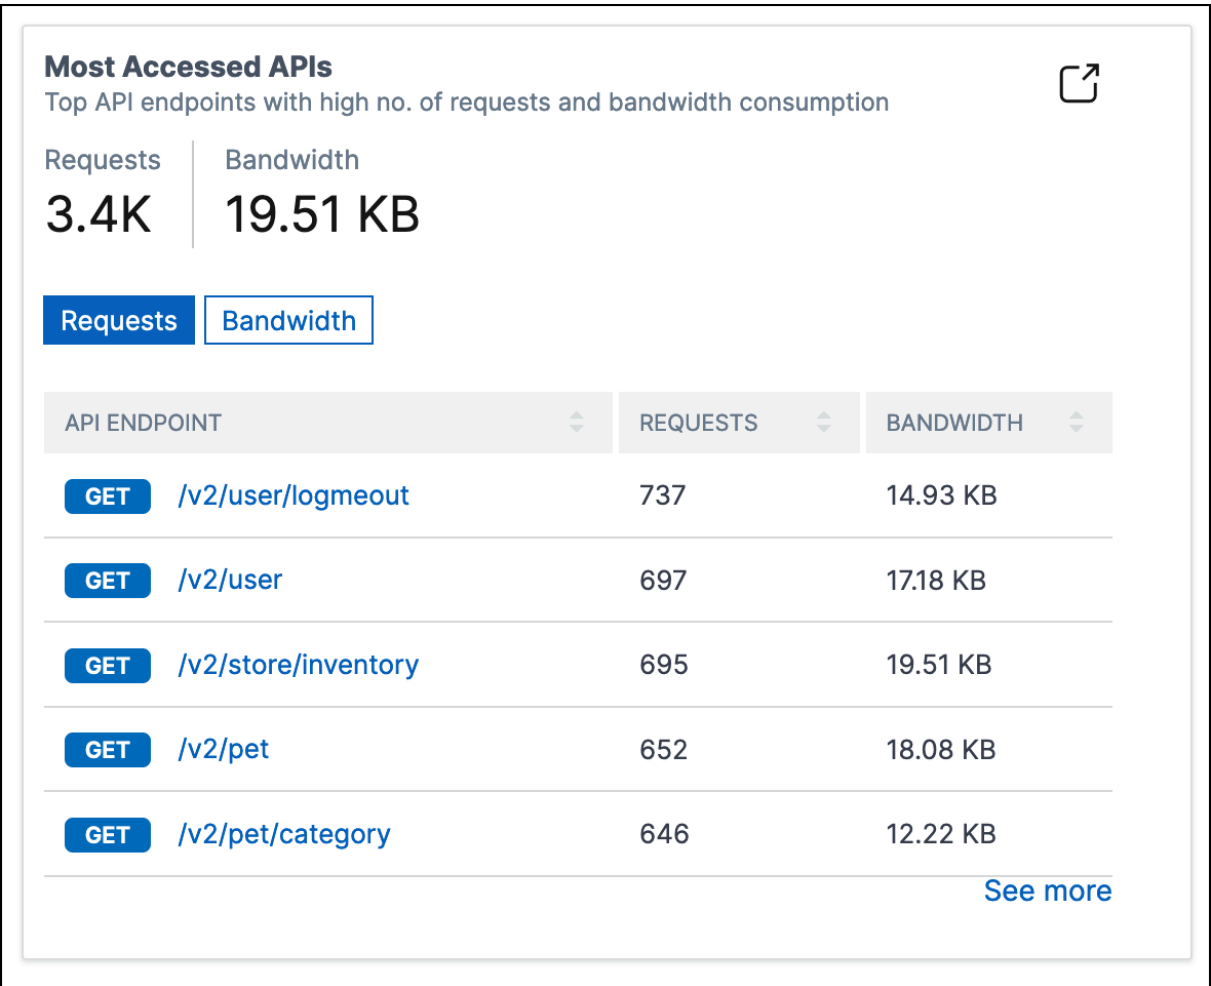 Most Accessed APIs
Top API endpoints with high no. of requests and bandwidth consumption
Requests Bandwidth
3.4K 19.51 KB
Requests Bandwidth
API ENDPOINT REQUESTS BANDWIDTH
GET /v2/user/logmeout 737 14.93 KB
GET /v2/user 697 17.18 KB
GET /v2/store/inventory 695 19.51 KB
GET /v2/pet 652 18.08 KB
GET /v2/pet/category 646 12.22 KB
See more